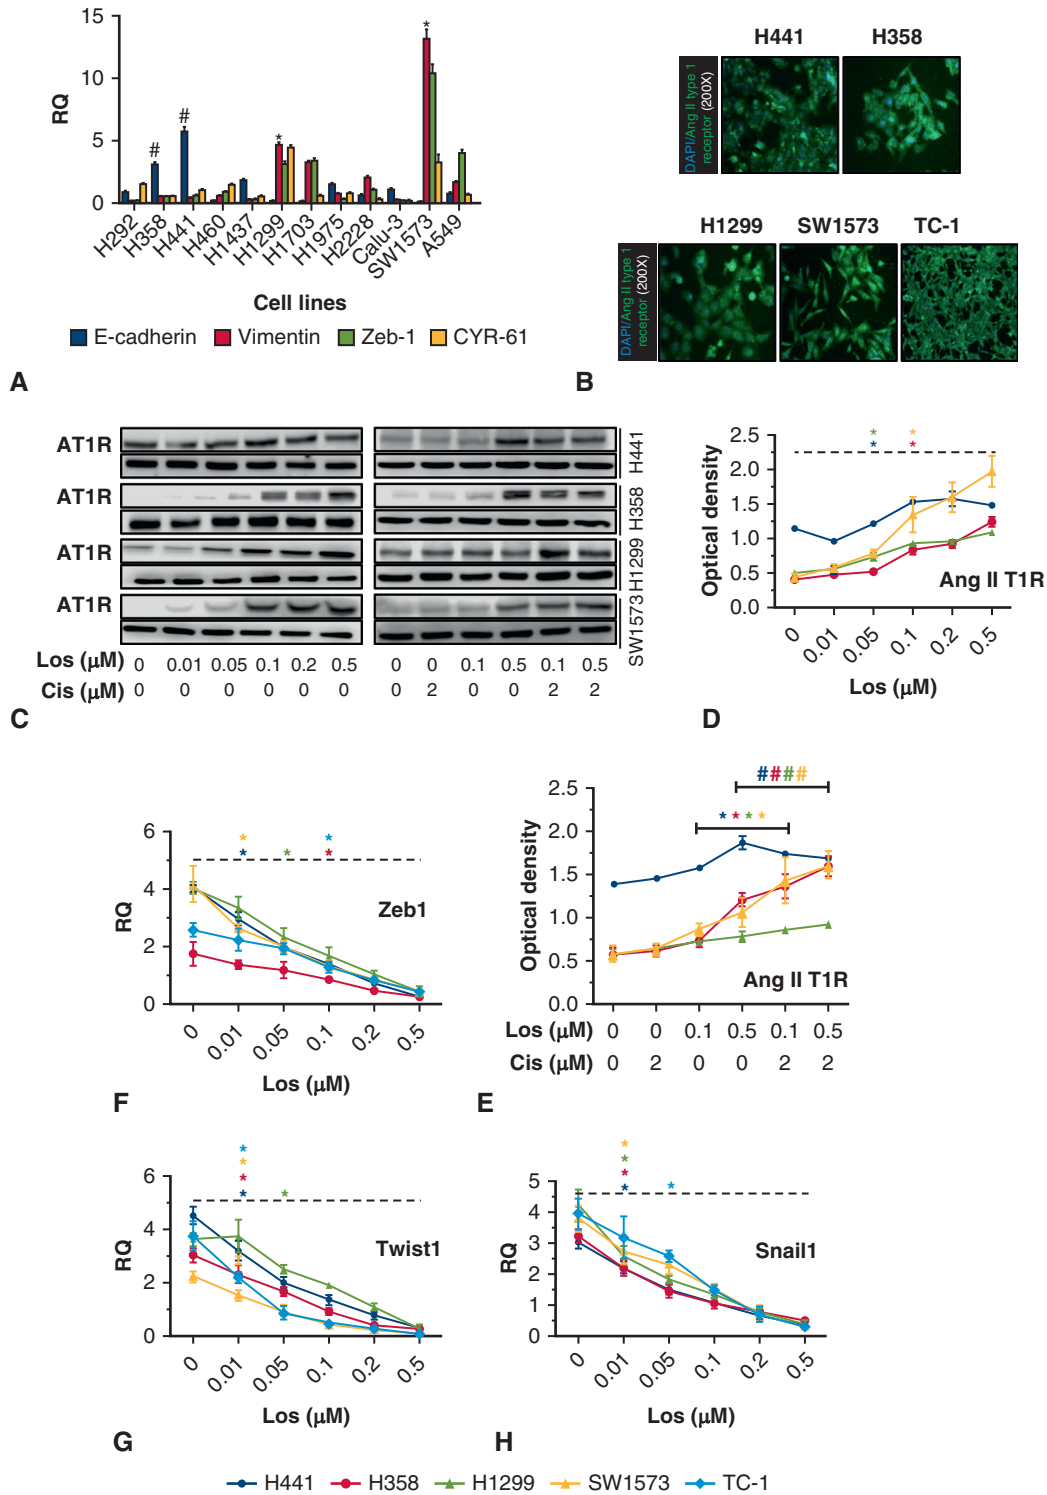 15
10
5
0
RQ
#
#
*
*
H292
H358
H441
H460
H1437
H1299
H1703
H1975
H2228
Calu-3
SW1573
A549
Cell lines
E-cadherin Vimentin Zeb-1 CYR-61
A
H441 H358
DAPI/Ang II type 1
receptor (200X)
H1299 SW1573 TC-1
DAPI/Ang II type 1
receptor (200X)
B
AT1R
H441
AT1R
H358
AT1R
H1299
AT1R
SW1573
Los (µM) 0 0.01 0.05 0.1 0.2 0.5 0 0 0.1 0.5 0.1 0.5
Cis (µM) 0 0 0 0 0 0 0 2 0 0 2 2
C
2.5
2.0
1.5
1.0
0.5
0.0
Optical density
* *
* *
Ang II T1R
0 0.01 0.05 0.1 0.2 0.5
Los (µM)
D
6
4
2
0
RQ
* *
* * *
Zeb1
0 0.01 0.05 0.1 0.2 0.5
Los (µM)
F
2.5
2.0
1.5
1.0
0.5
0.0
Optical density
####
* * * *
Ang II T1R
Los (µM) 0 0 0.1 0.5 0.1 0.5
Cis (µM) 0 2 0 0 2 2
E
6
4
2
0
RQ
*
*
*
* *
Twist1
0 0.01 0.05 0.1 0.2 0.5
Los (µM)
G
5
4
3
2
1
0
RQ
*
*
*
* *
Snail1
0 0.01 0.05 0.1 0.2 0.5
Los (µM)
H
H441 H358 H1299 SW1573 TC-1